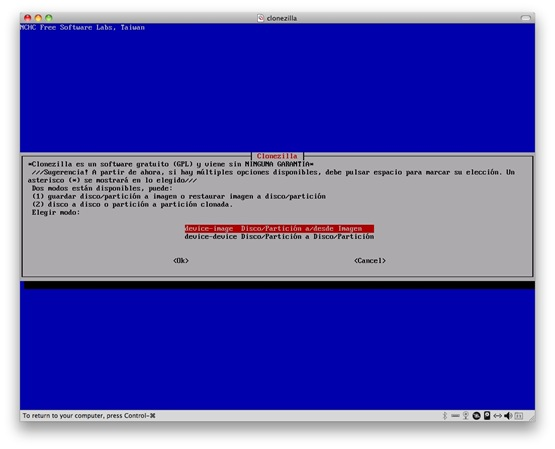 clonezilla
NCHC Free Software Labs, Taiwan
Clonezilla
*Clonezilla es un software gratuito (GPL) y viene sin NINGUNA GARANTÍA*
///Sugerencia! A partir de ahora, si hay múltiples opciones disponibles, debe pulsar espacio para marcar su elección. Un
asterisco (*) se mostrará en lo elegido///
Dos modos están disponibles, puede:
(1) guardar disco/partición a imagen o restaurar imagen a disco/partición
(2) disco a disco o partición a partición clonada.
Elegir modo:
device-image Disco/Partición a/desde Imagen
device-device Disco/Partición a Disco/Partición
<Ok> <Cancel>
To return to your computer, press Control-⌘